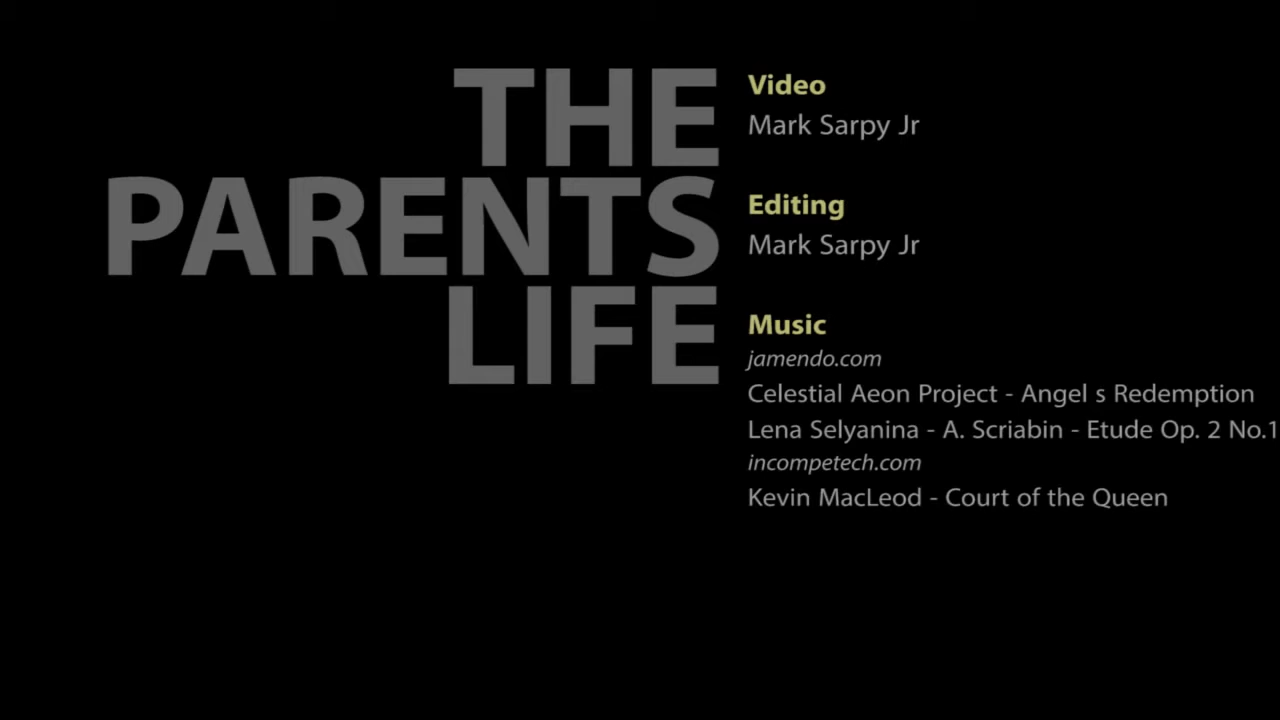 THE
PARENTS
LIFE
Video
Mark Sarpy Jr
Editing
Mark Sarpy Jr
Music
jamendo.com
Celestial Aeon Project - Angel s Redemption
Lena Selyanina - A. Scriabin - Etude Op. 2 No.1
incompetech.com
Kevin MacLeod - Court of the Queen